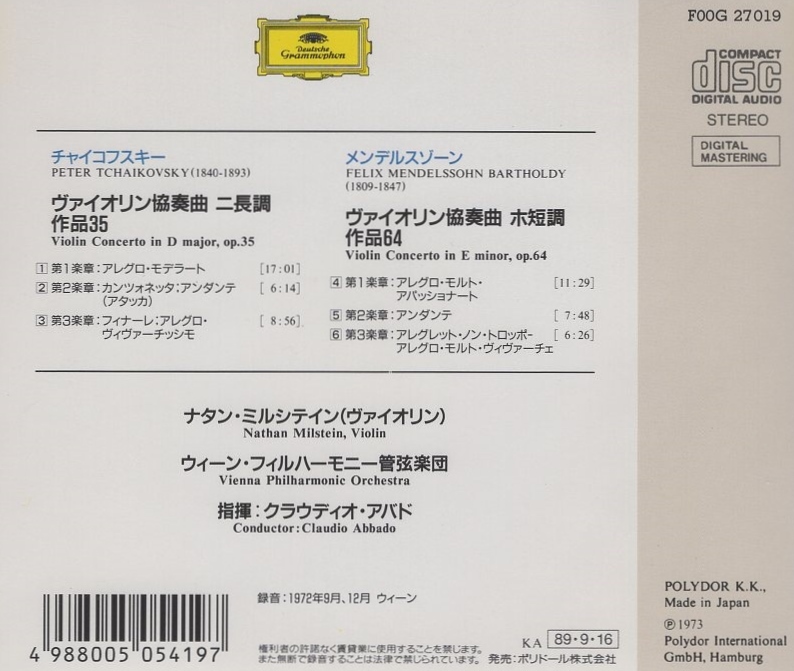 Deutsche
Grammophon
F00G 27019
COMPACT
disc
DIGITAL AUDIO
STEREO
DIGITAL
MASTERING
チャイコフスキー
PETER TCHAIKOVSKY(1840-1893)
ヴァイオリン協奏曲 ニ長調
作品35
Violin Concerto in D major, op.35
1 第1楽章:アレグロ・モデラート [17:01]
2 第2楽章:カンツォネッタ:アンダンテ [ 6:14]
(アタッカ)
3 第3楽章:フィナーレ:アレグロ・ [ 8:56]
ヴィヴァーチッシモ
メンデルスゾーン
FELIX MENDELSSOHN BARTHOLDY
(1809-1847)
ヴァイオリン協奏曲 ホ短調
作品64
Violin Concerto in E minor, op.64
4 第1楽章:アレグロ・モルト・ [11:29]
アパッショナート
5 第2楽章:アンダンテ [ 7:48]
6 第3楽章:アレグレット・ノン・トロッポ- [ 6:26]
アレグロ・モルト・ヴィヴァーチェ
ナタン・ミルシテイン(ヴァイオリン)
Nathan Milstein, Violin
ウィーン・フィルハーモニー管弦楽団
Vienna Philharmonic Orchestra
指揮:クラウディオ・アバド
Conductor:Claudio Abbado
録音:1972年9月、12月 ウィーン
4 988005 054197
権利者の許諾なく賃貸業に使用することを禁じます。
また無断で録音することは法律で禁じられています。
KA 89・9・16
発売:ポリドール株式会社
POLYDOR K.K.,
Made in Japan
Ⓟ1973
Polydor International
GmbH, Hamburg